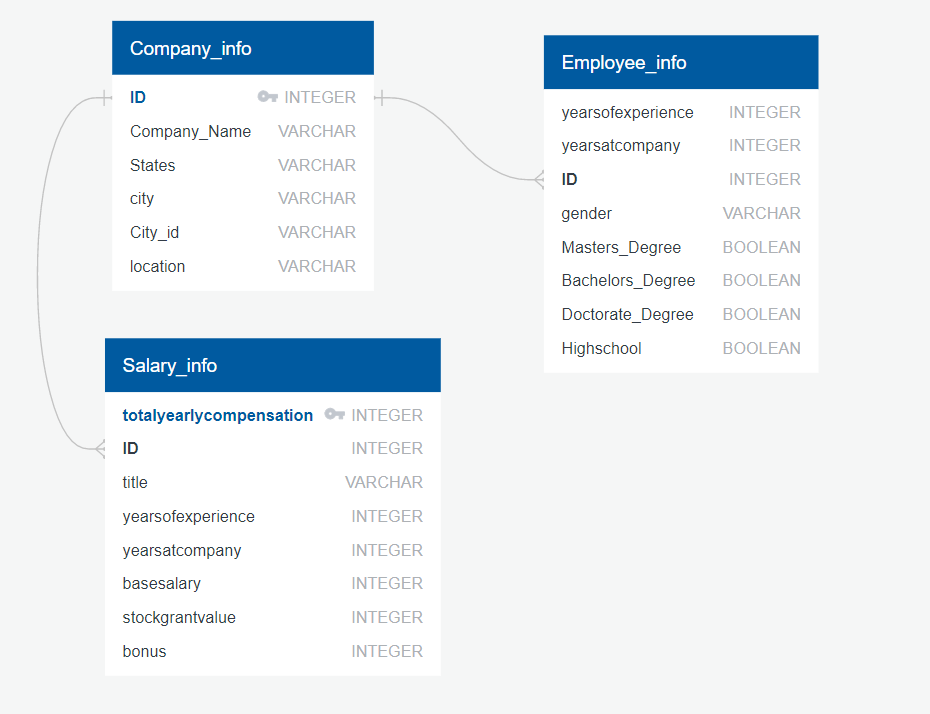 Company_info
ID INTEGER
Company_Name VARCHAR
States VARCHAR
city VARCHAR
City_id VARCHAR
location VARCHAR
Employee_info
yearsofexperience INTEGER
yearsatcompany INTEGER
ID INTEGER
gender VARCHAR
Masters_Degree BOOLEAN
Bachelors_Degree BOOLEAN
Doctorate_Degree BOOLEAN
Highschool BOOLEAN
Salary_info
totalyearlycompensation INTEGER
ID INTEGER
title VARCHAR
yearsofexperience INTEGER
yearsatcompany INTEGER
basesalary INTEGER
stockgrantvalue INTEGER
bonus INTEGER